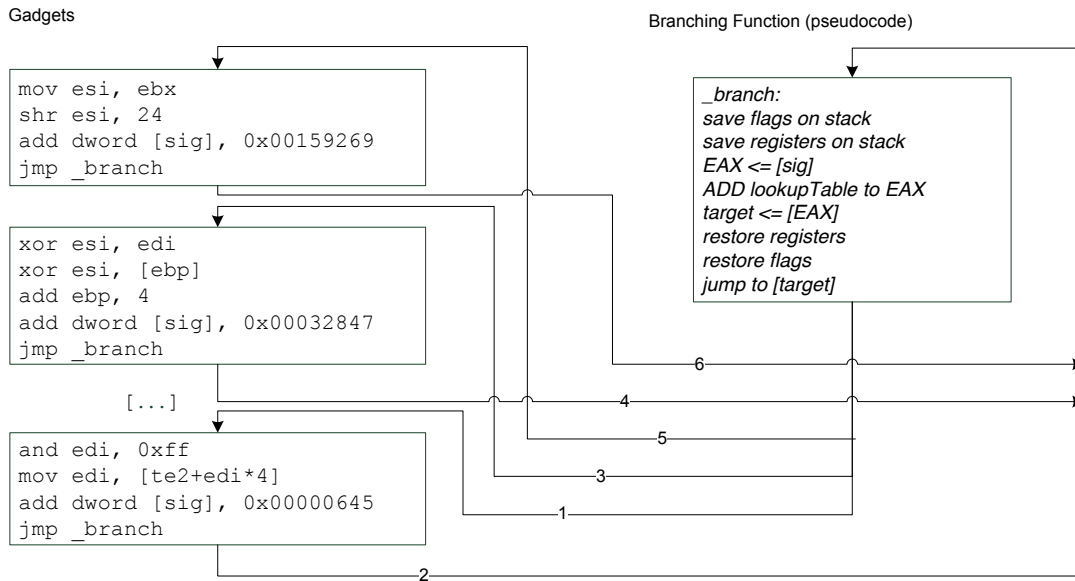 Gadgets
mov esi, ebx
shr esi, 24
add dword [sig], 0x00159269
jmp _branch
xor esi, edi
xor esi, [ebp]
add ebp, 4
add dword [sig], 0x00032847
jmp _branch
[...]
and edi, 0xff
mov edi, [te2+edi*4]
add dword [sig], 0x00000645
jmp _branch
Branching Function (pseudocode)
_branch:
save flags on stack
save registers on stack
EAX <= [sig]
ADD lookupTable to EAX
target <= [EAX]
restore registers
restore flags
jump to [target]
6
4
5
3
1
2